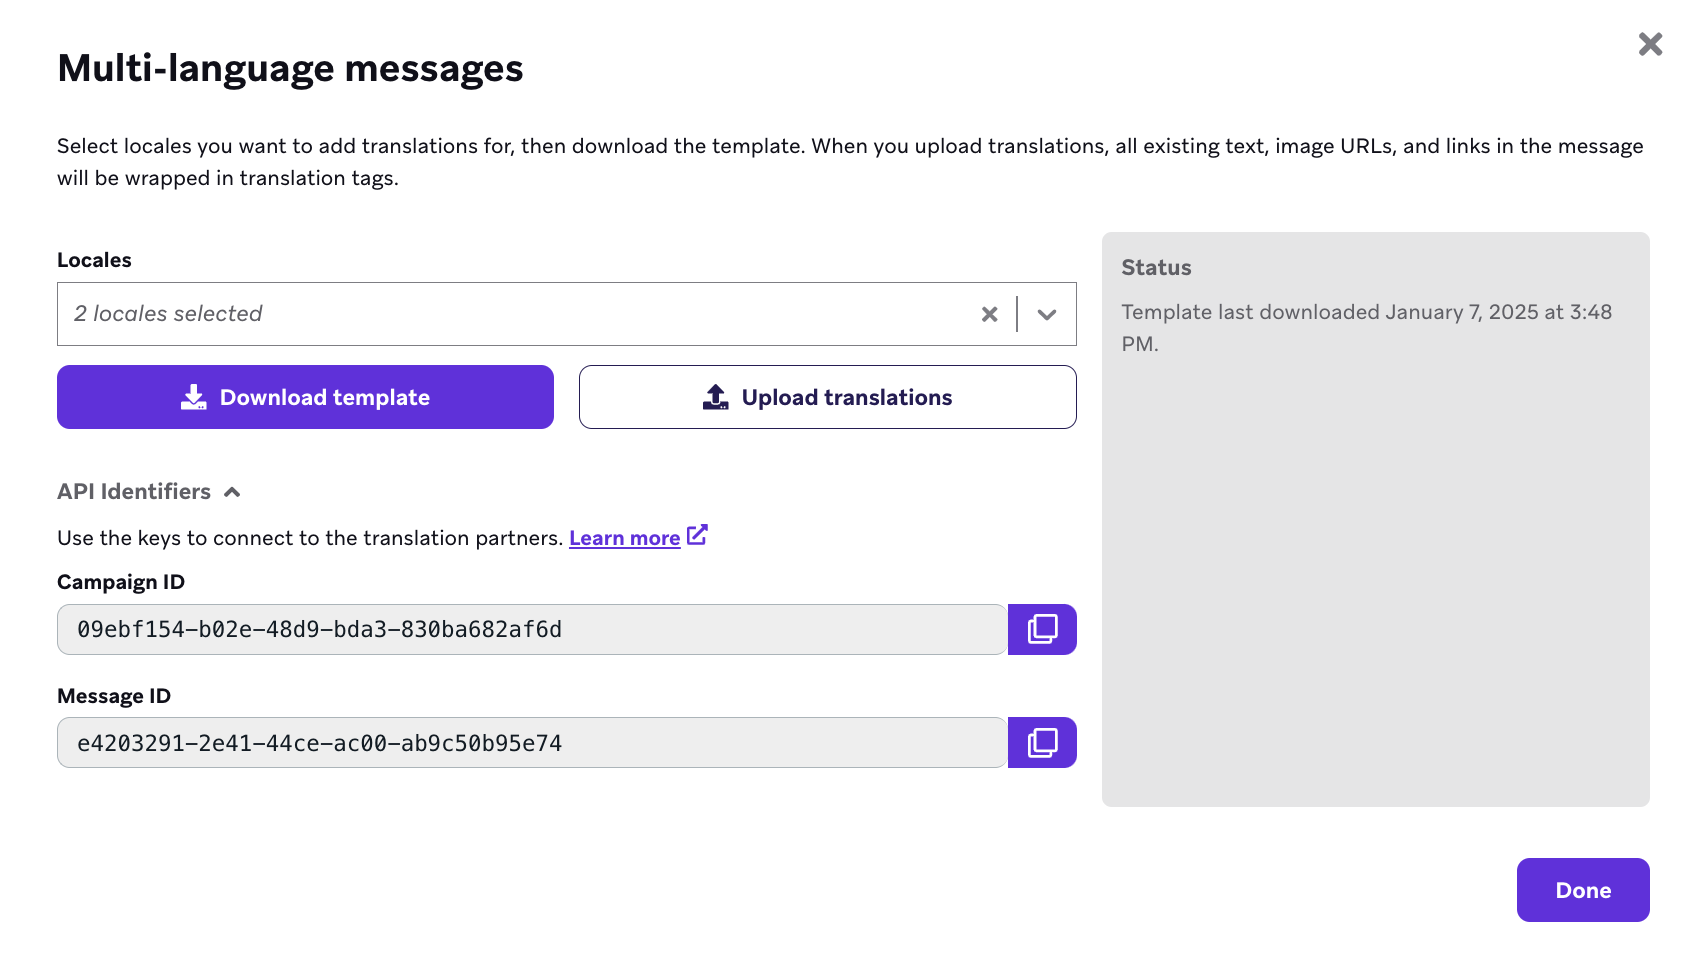 Multi-language messages
Select locales you want to add translations for, then download the template. When you upload translations, all existing text, image URLs, and links in the message
will be wrapped in translation tags.
Locales
2 locales selected
Download template
Upload translations
API Identifiers
Use the keys to connect to the translation partners. Learn more
Campaign ID
09ebf154-b02e-48d9-bda3-830ba682af6d
Message ID
e4203291-2e41-44ce-ac00-ab9c50b95e74
Status
Template last downloaded January 7, 2025 at 3:48
PM.
Done